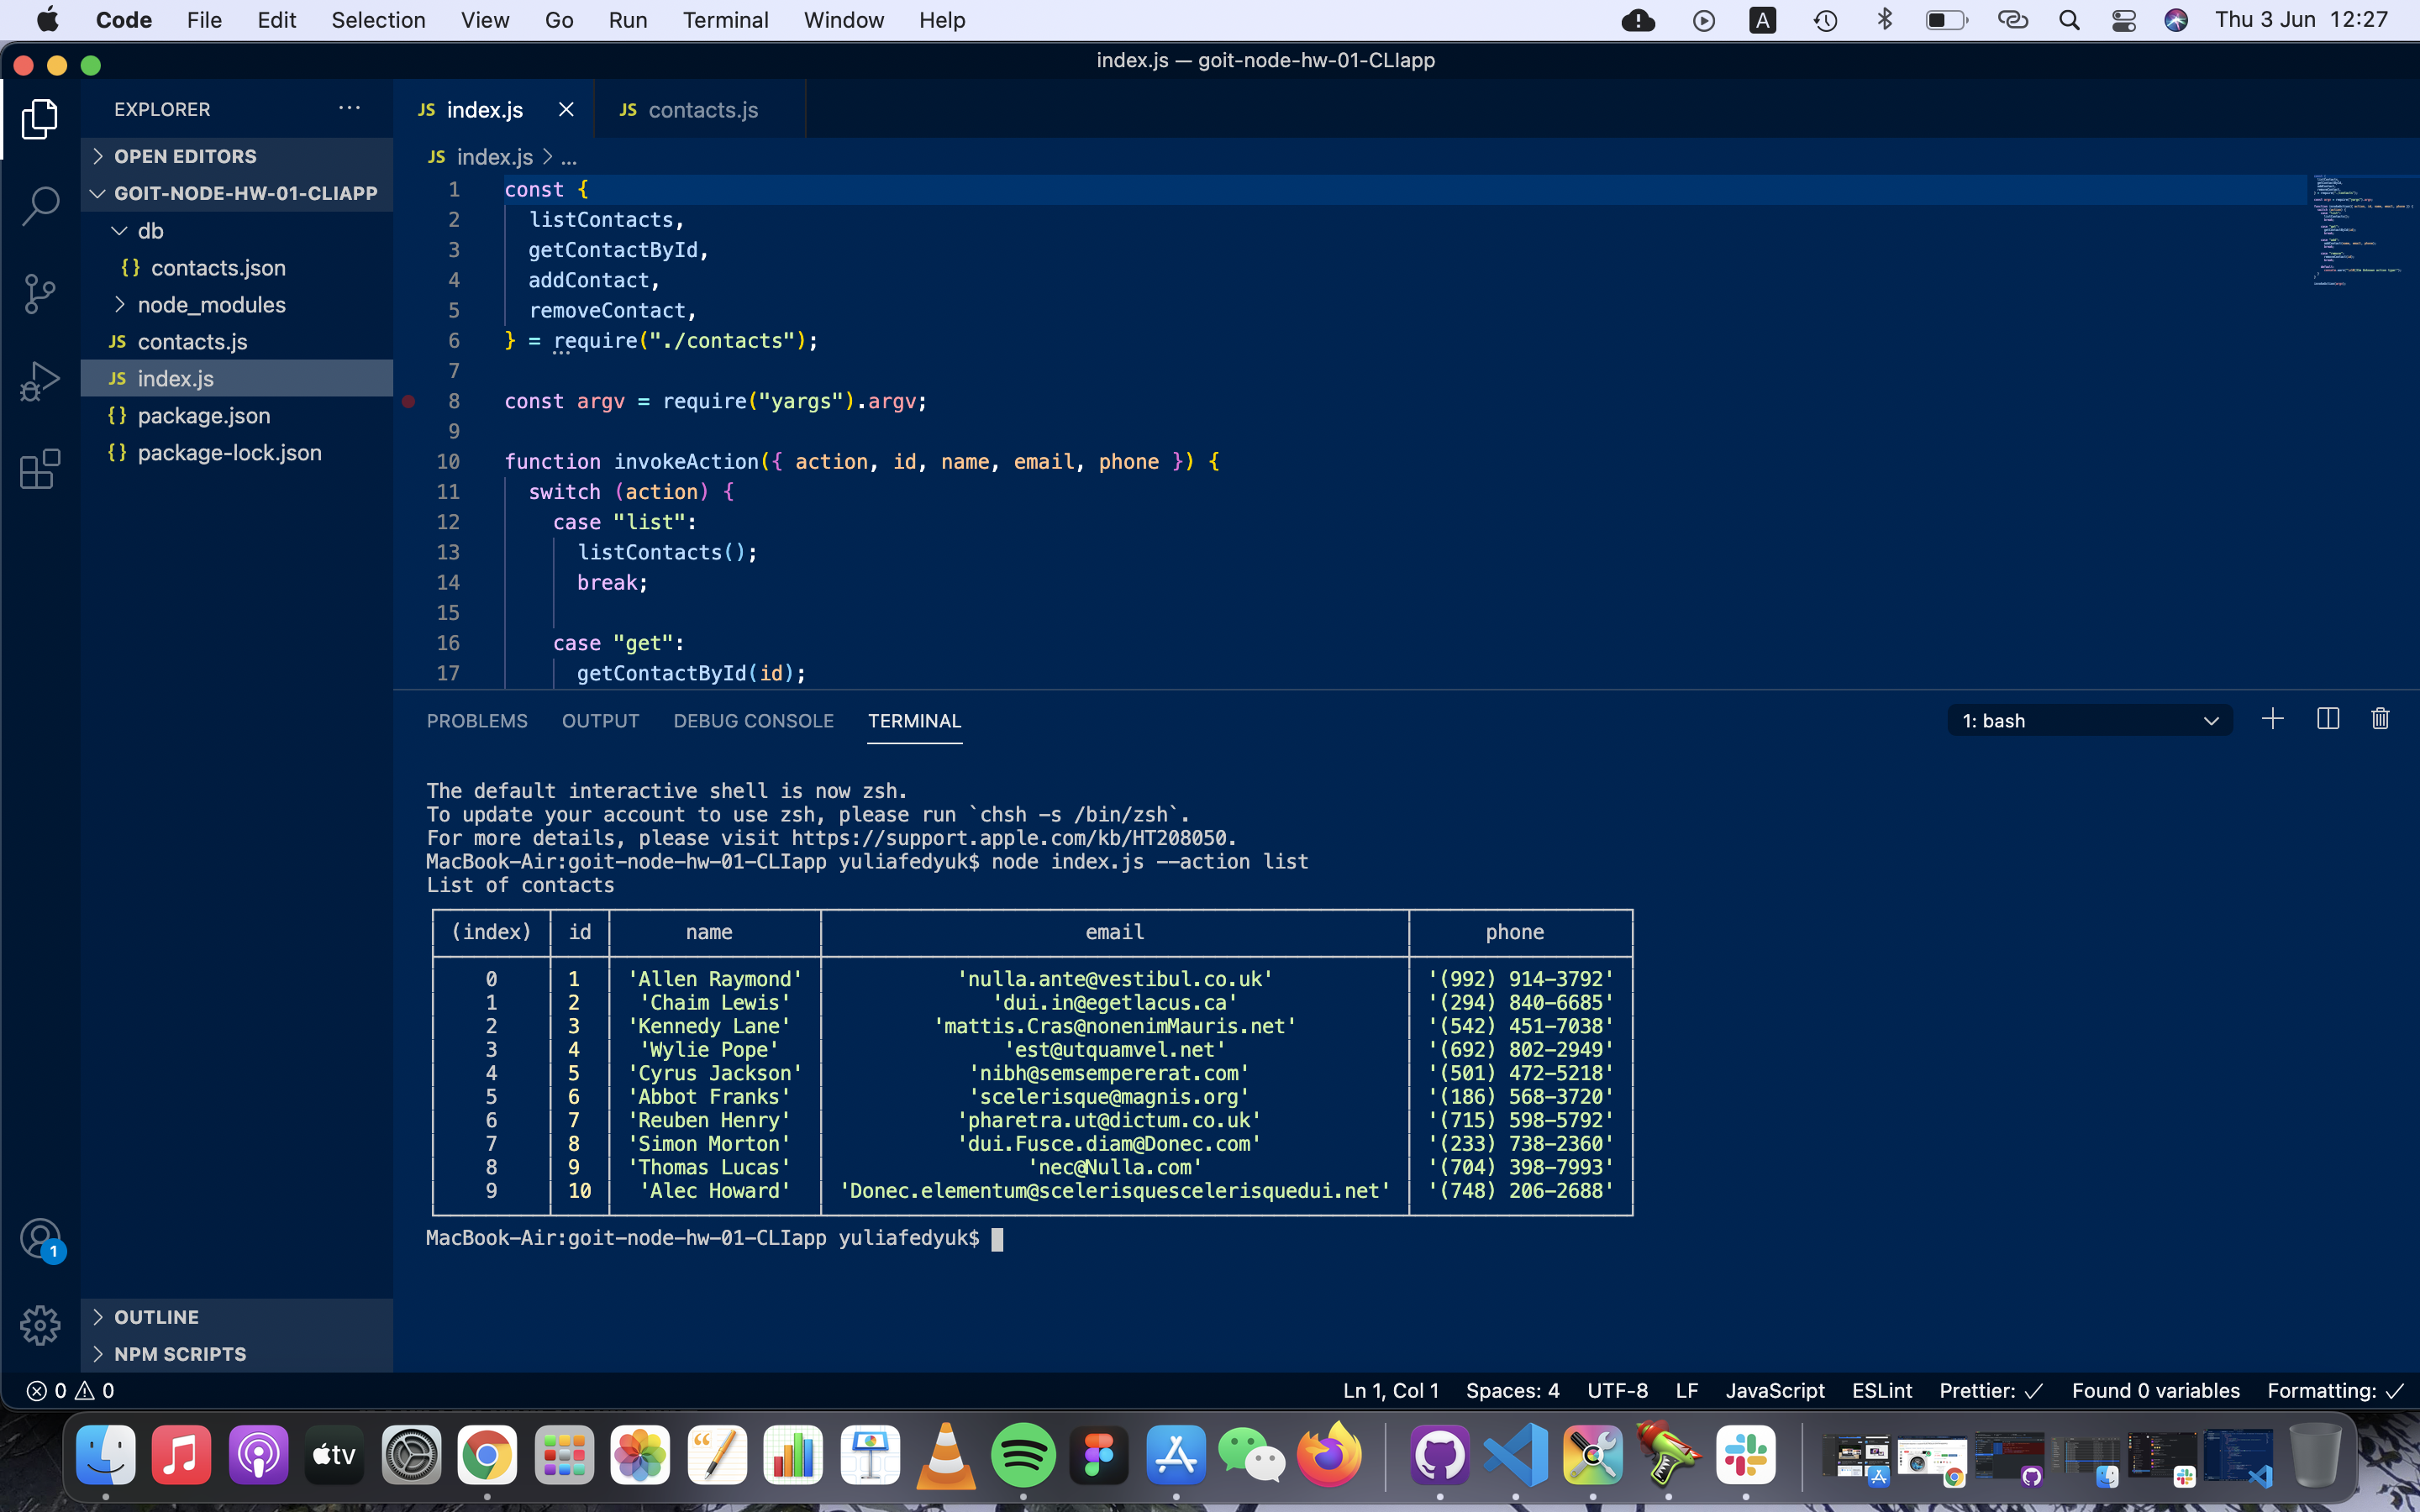 Code File Edit Selection View Go Run Terminal Window Help A Thu 3 Jun 12:27
index.js — goit-node-hw-01-CLIapp
EXPLORER ...
JS index.js JS contacts.js
OPEN EDITORS
JS index.js > ...
GOIT-NODE-HW-01-CLIAPP
db
{} contacts.json
node_modules
JS contacts.js
JS index.js
{} package.json
{} package-lock.json
1 const {
2 listContacts,
3 getContactById,
4 addContact,
5 removeContact,
6 } = require("./contacts");
7
8 const argv = require("yargs").argv;
9
10 function invokeAction({ action, id, name, email, phone }) {
11 switch (action) {
12 case "list":
13 listContacts();
14 break;
15
16 case "get":
17 getContactById(id);
PROBLEMS OUTPUT DEBUG CONSOLE TERMINAL 1: bash
The default interactive shell is now zsh.
To update your account to use zsh, please run `chsh -s /bin/zsh`.
For more details, please visit https://support.apple.com/kb/HT208050.
MacBook-Air:goit-node-hw-01-CLIapp yuliafedyuk$ node index.js --action list
List of contacts
(index) id name email phone
0 1 'Allen Raymond' 'nulla.ante@vestibul.co.uk' '(992) 914-3792'
1 2 'Chaim Lewis' 'dui.in@egetlacus.ca' '(294) 840-6685'
2 3 'Kennedy Lane' 'mattis.Cras@nonenimMauris.net' '(542) 451-7038'
3 4 'Wylie Pope' 'est@utquamvel.net' '(692) 802-2949'
4 5 'Cyrus Jackson' 'nibh@semsempererat.com' '(501) 472-5218'
5 6 'Abbot Franks' 'scelerisque@magnis.org' '(186) 568-3720'
6 7 'Reuben Henry' 'pharetra.ut@dictum.co.uk' '(715) 598-5792'
7 8 'Simon Morton' 'dui.Fusce.diam@Donec.com' '(233) 738-2360'
8 9 'Thomas Lucas' 'nec@Nulla.com' '(704) 398-7993'
9 10 'Alec Howard' 'Donec.elementum@scelerisquescelerisquedui.net' '(748) 206-2688'
MacBook-Air:goit-node-hw-01-CLIapp yuliafedyuk$
1
OUTLINE
NPM SCRIPTS
0 0 Ln 1, Col 1 Spaces: 4 UTF-8 LF JavaScript ESLint Prettier: ✓ Found 0 variables Formatting: ✓
tv